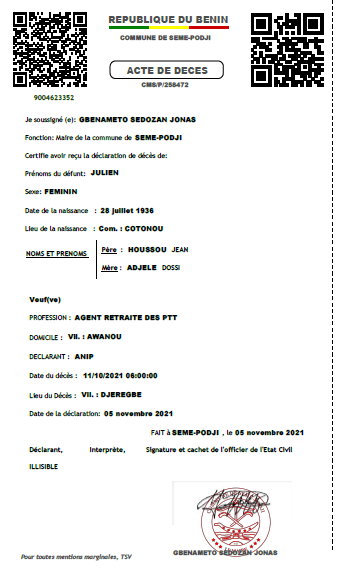 REPUBLIQUE DU BENIN
COMMUNE DE SEME-PODJI
ACTE DE DECES
CMS/P/258472
9004623352
Je soussigné (e): GBENAMETO SEDOZAN JONAS
Fonction: Maire de la commune de SEME-PODJI
Certifie avoir reçu la déclaration de décès de:
Prénoms du défunt: JULIEN
Sexe: FEMININ
Date de la naissance : 28 juillet 1936
Lieu de la naissance : Com. : COTONOU
NOMS ET PRENOMS
Père : HOUSSOU JEAN
Mère : ADJELE DOSSI
Veuf(ve)
PROFESSION : AGENT RETRAITE DES PTT
DOMICILE : Vil. : AWANOU
DECLARANT : ANIP
Date du décès : 11/10/2021 06:00:00
Lieu du Décès : Vil. : DJEREGBE
Date de la déclaration: 05 novembre 2021
FAIT à SEME-PODJI , le 05 novembre 2021
Déclarant, Interprète, Signature et cachet de l'officier de l'Etat Civil
ILLISIBLE
GBENAMETO SEDOZAN JONAS
Pour toutes mentions marginales, TSV